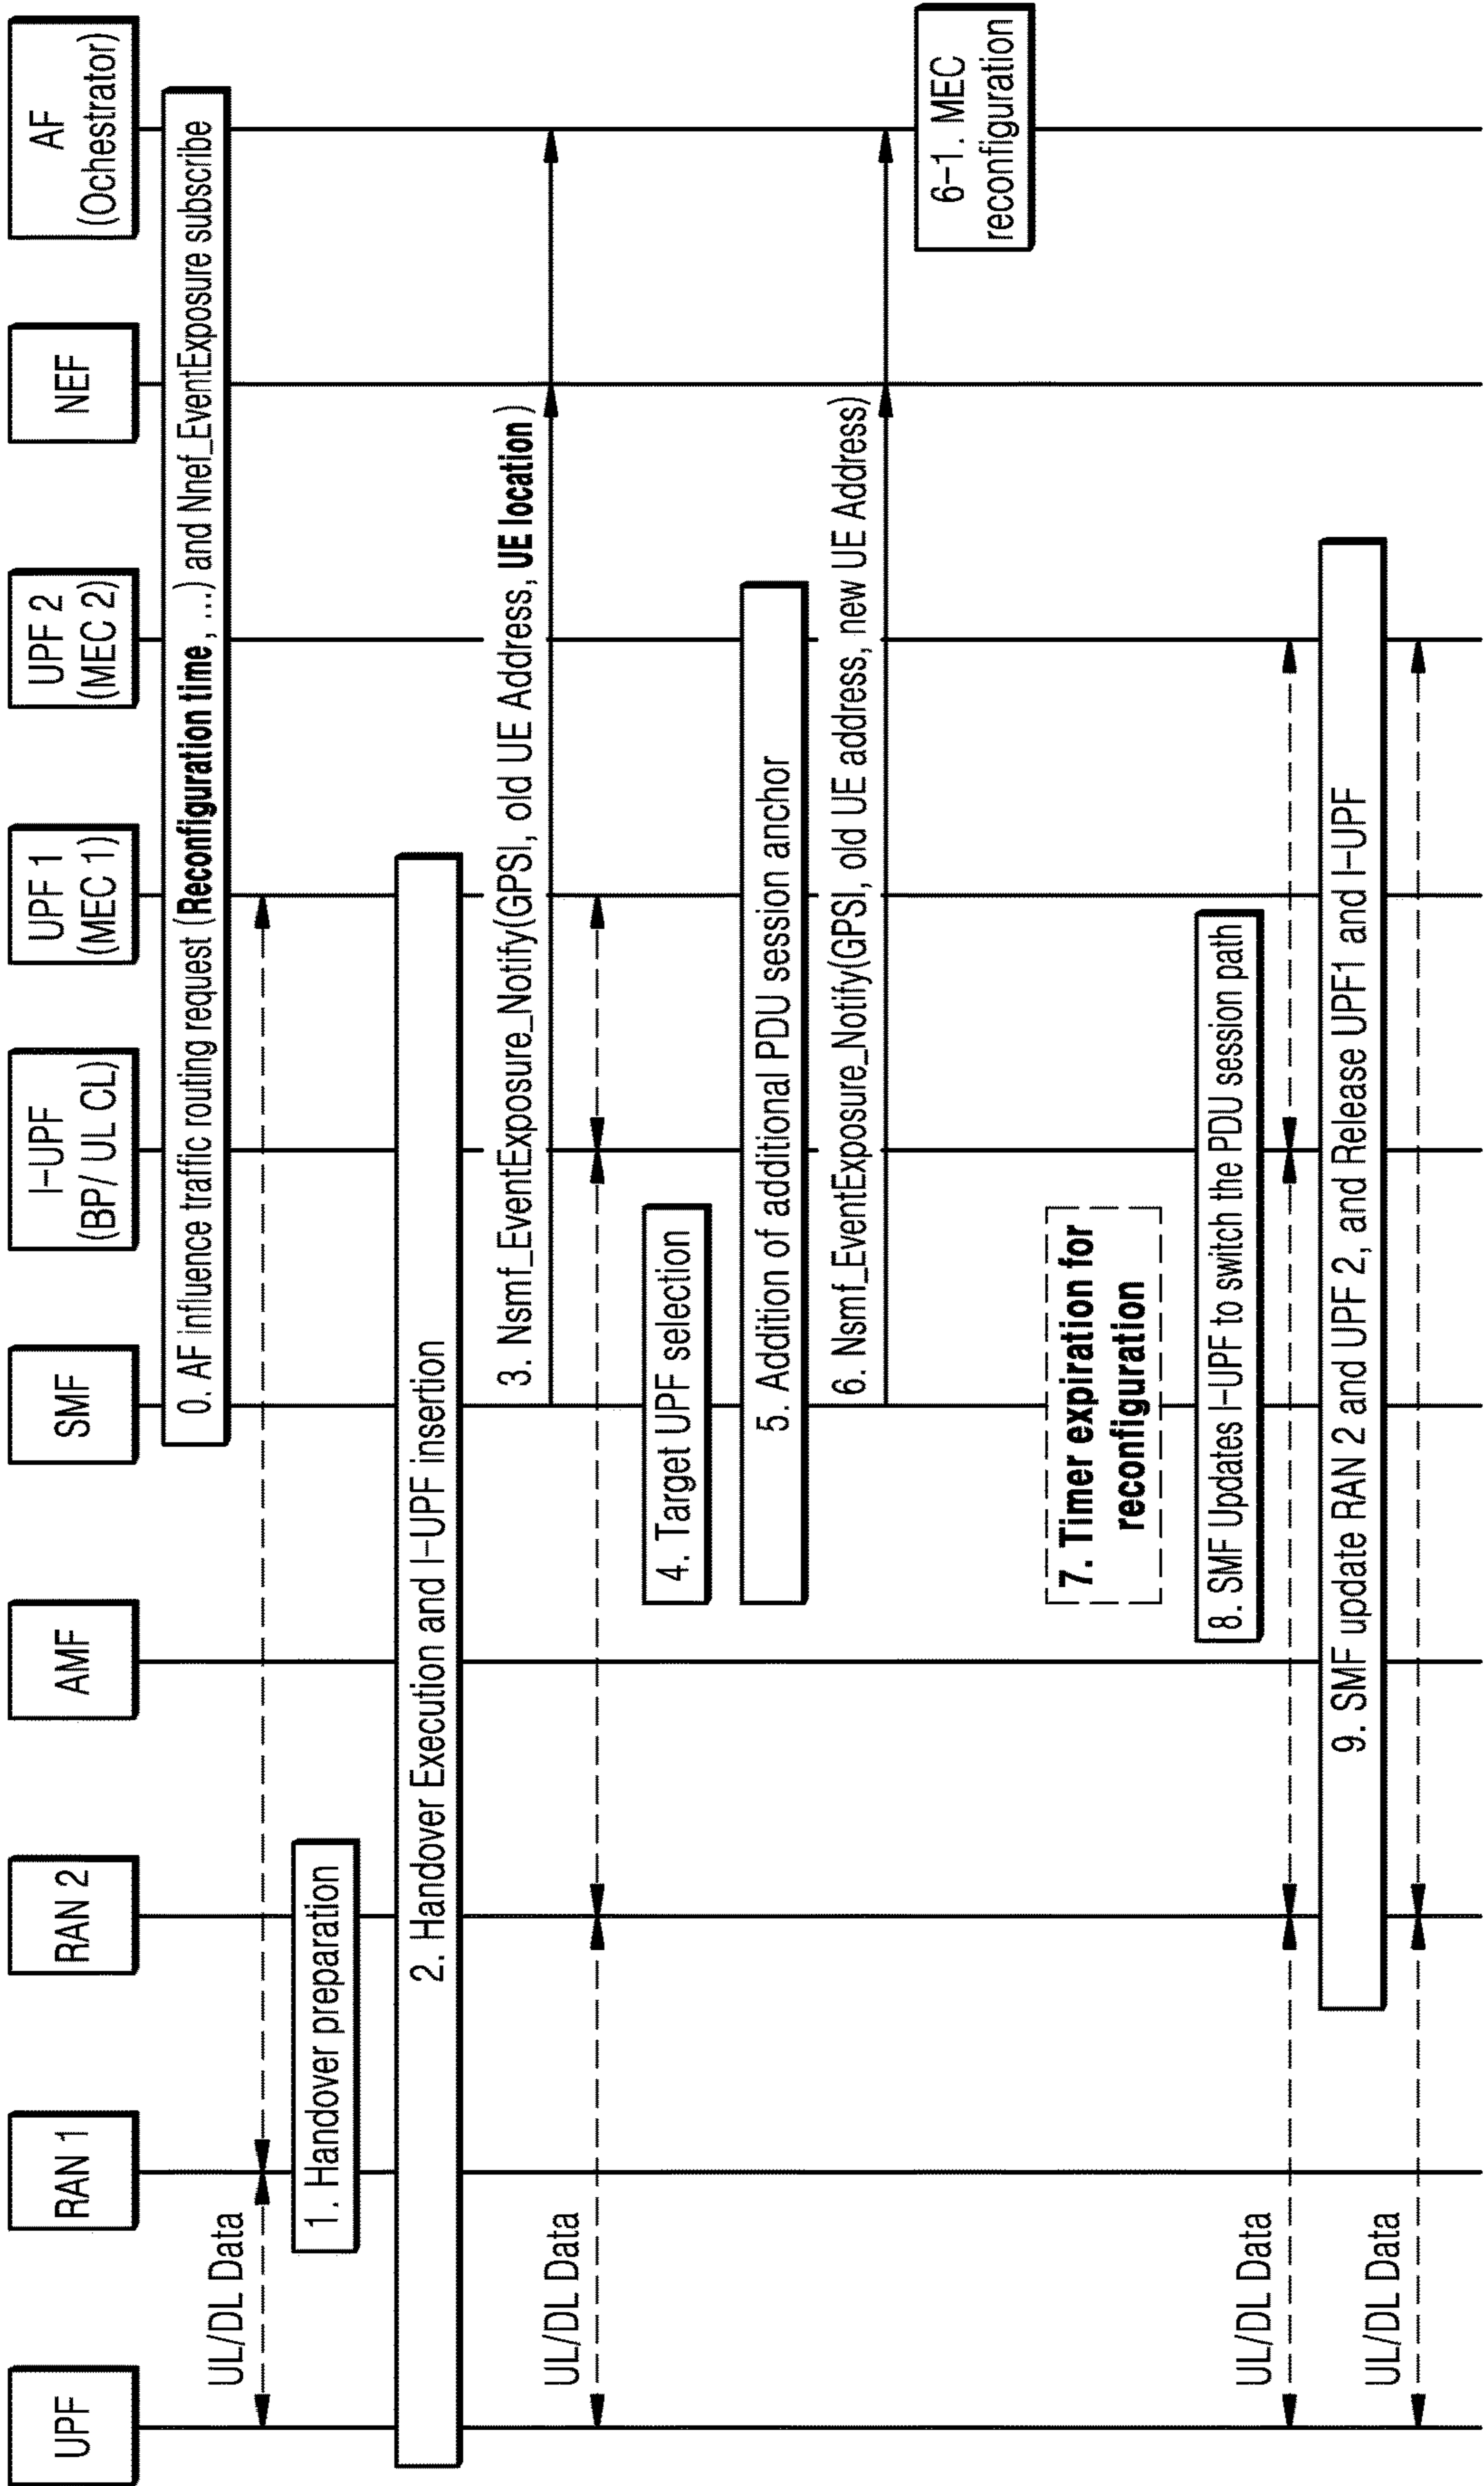 UPF
RAN 1
RAN 2
AMF
SMF
I-UPF
(BP/ UL CL)
UPF 1
(MEC 1)
UPF 2
(MEC 2)
NEF
AF
(Ochestrator)
0. AF influence traffic routing request (Reconfiguration time, ...) and Nnef_EventExposure subscribe
UL/DL Data
1. Handover preparation
2. Handover Execution and I-UPF insertion
3. Nsmf_EventExposure_Notify(GPSI, old UE Address, UE location)
UL/DL Data
4. Target UPF selection
5. Addition of additional PDU session anchor
6. Nsmf_EventExposure_Notify(GPSI, old UE address, new UE Address)
6-1. MEC
reconfiguration
7. Timer expiration for
reconfiguration
8. SMF Updates I-UPF to switch the PDU session path
UL/DL Data
9. SMF update RAN 2 and UPF 2, and Release UPF1 and I-UPF
UL/DL Data